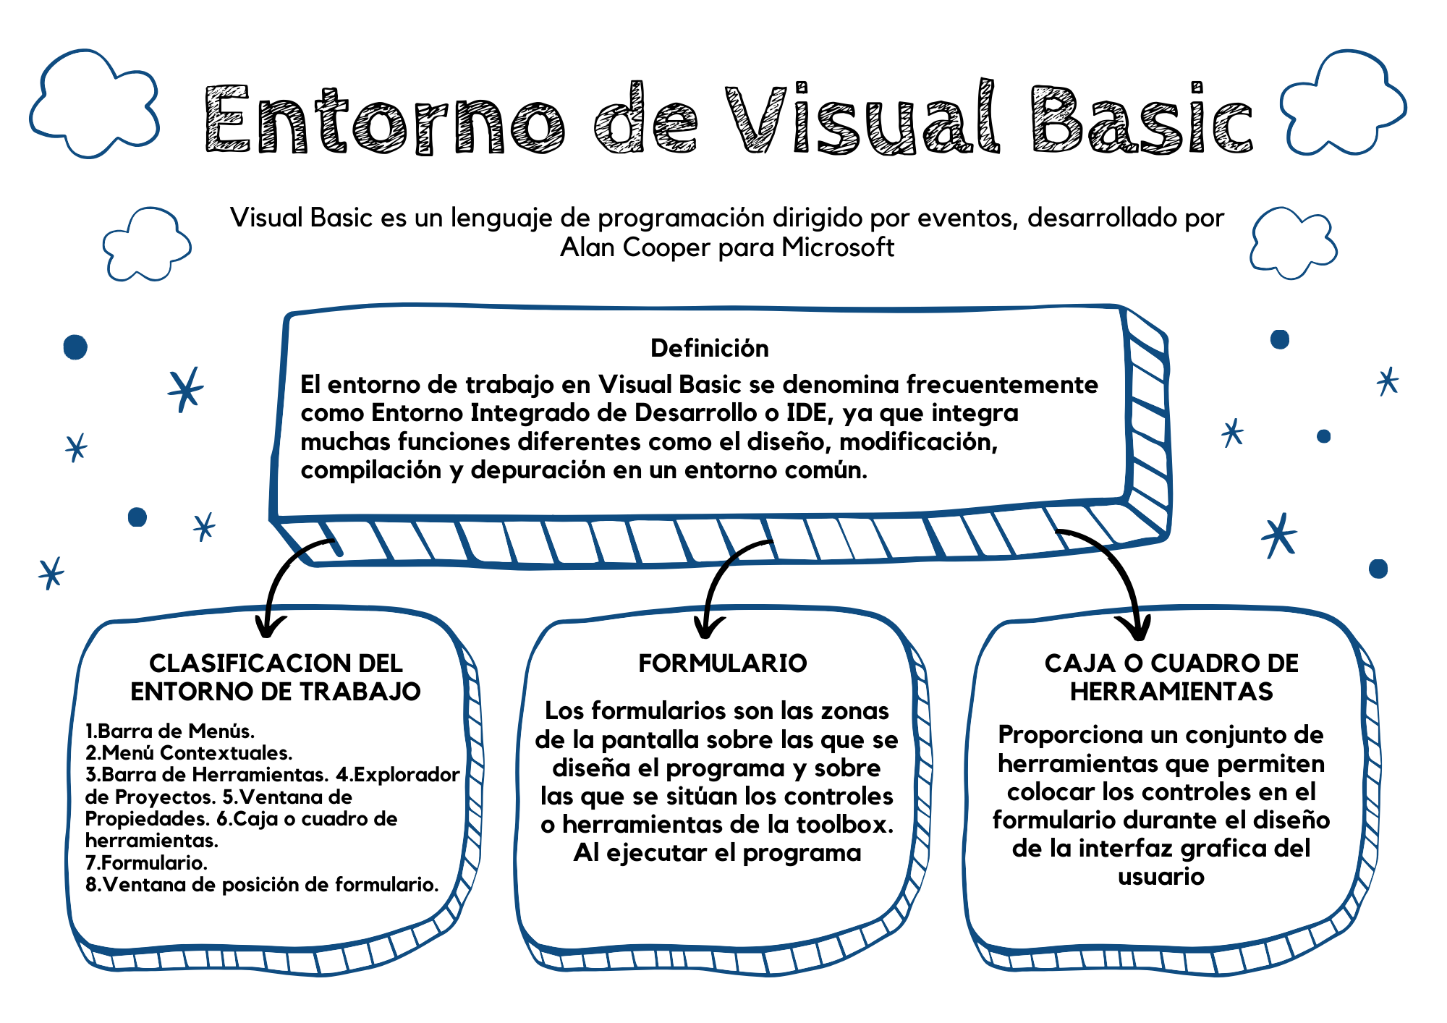 Entorno de Visual Basic
Visual Basic es un lenguaje de programación dirigido por eventos, desarrollado por
Alan Cooper para Microsoft
Definición
El entorno de trabajo en Visual Basic se denomina frecuentemente
como Entorno Integrado de Desarrollo o IDE, ya que integra
muchas funciones diferentes como el diseño, modificación,
compilación y depuración en un entorno común.
CLASIFICACION DEL
ENTORNO DE TRABAJO
1.Barra de Menús.
2.Menú Contextuales.
3.Barra de Herramientas. 4.Explorador
de Proyectos. 5.Ventana de
Propiedades. 6.Caja o cuadro de
herramientas.
7.Formulario.
8.Ventana de posición de formulario.
FORMULARIO
Los formularios son las zonas
de la pantalla sobre las que se
diseña el programa y sobre
las que se sitúan los controles
o herramientas de la toolbox.
Al ejecutar el programa
CAJA O CUADRO DE
HERRAMIENTAS
Proporciona un conjunto de
herramientas que permiten
colocar los controles en el
formulario durante el diseño
de la interfaz grafica del
usuario